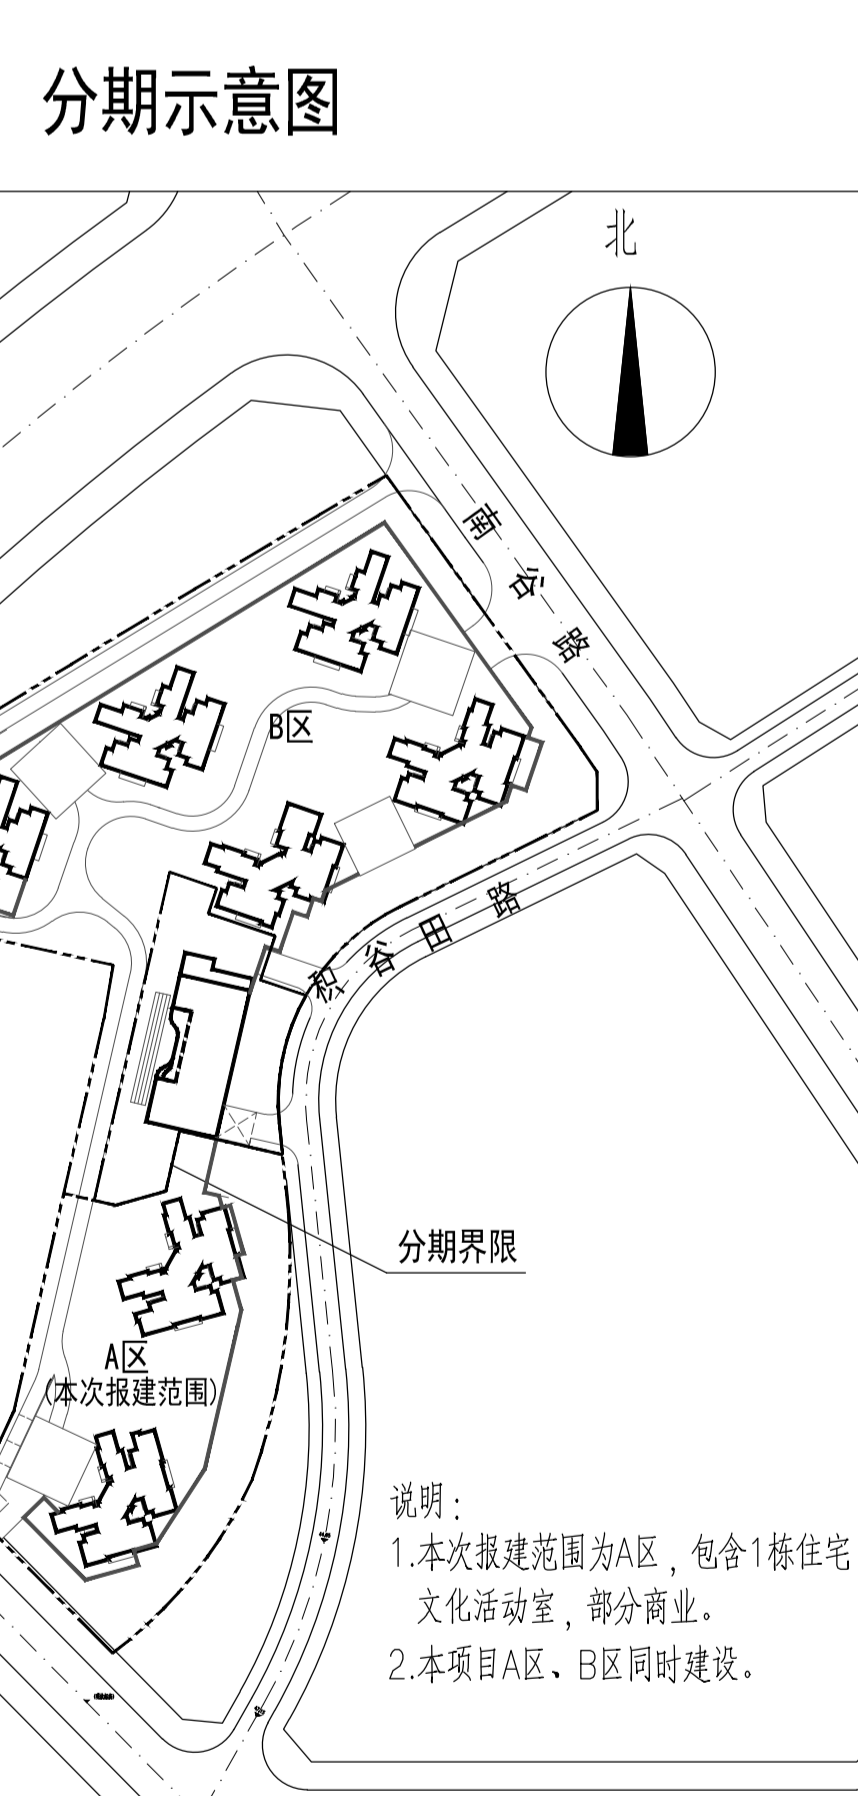 分期示意图
北
南谷路
B区
积谷田路
分期界限
A区
(本次报建范围)
说明：
1.本次报建范围为A区，包含1栋住宅
文化活动室，部分商业。
2.本项目A区、B区同时建设。